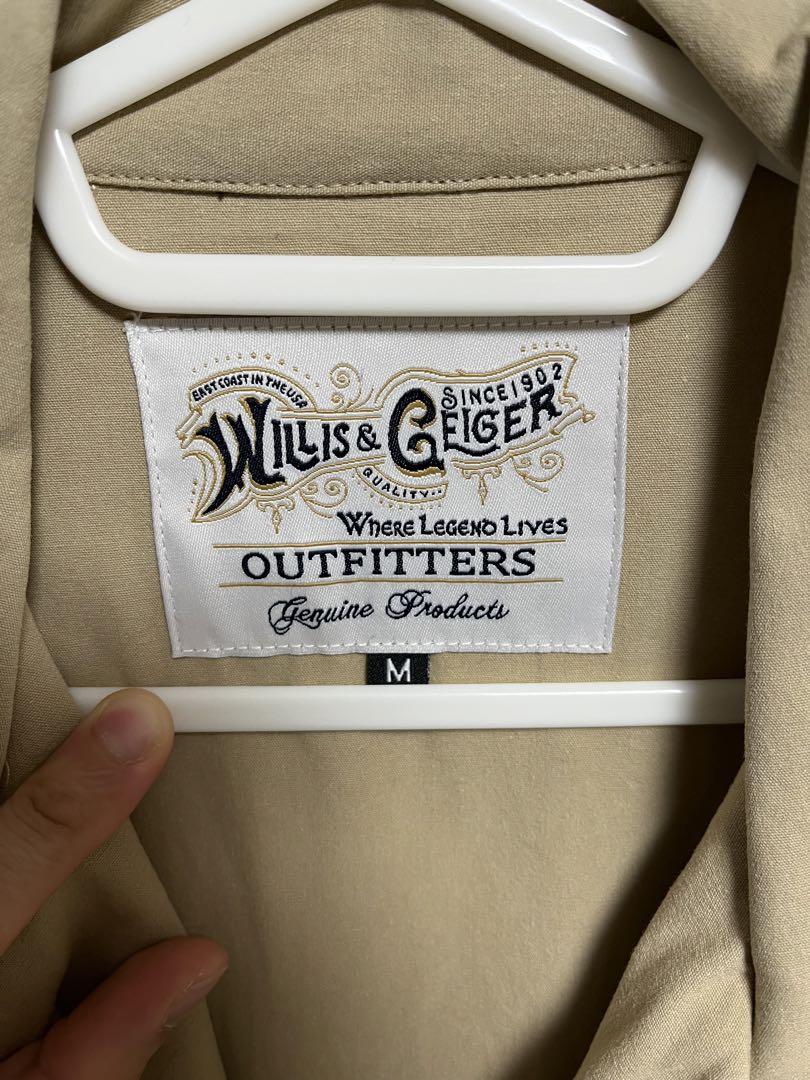 EAST COAST IN THE USA
SINCE 1902
WILLIS & GEIGER
QUALITY..
WHERE LEGEND LIVES
OUTFITTERS
Genuine Products
M